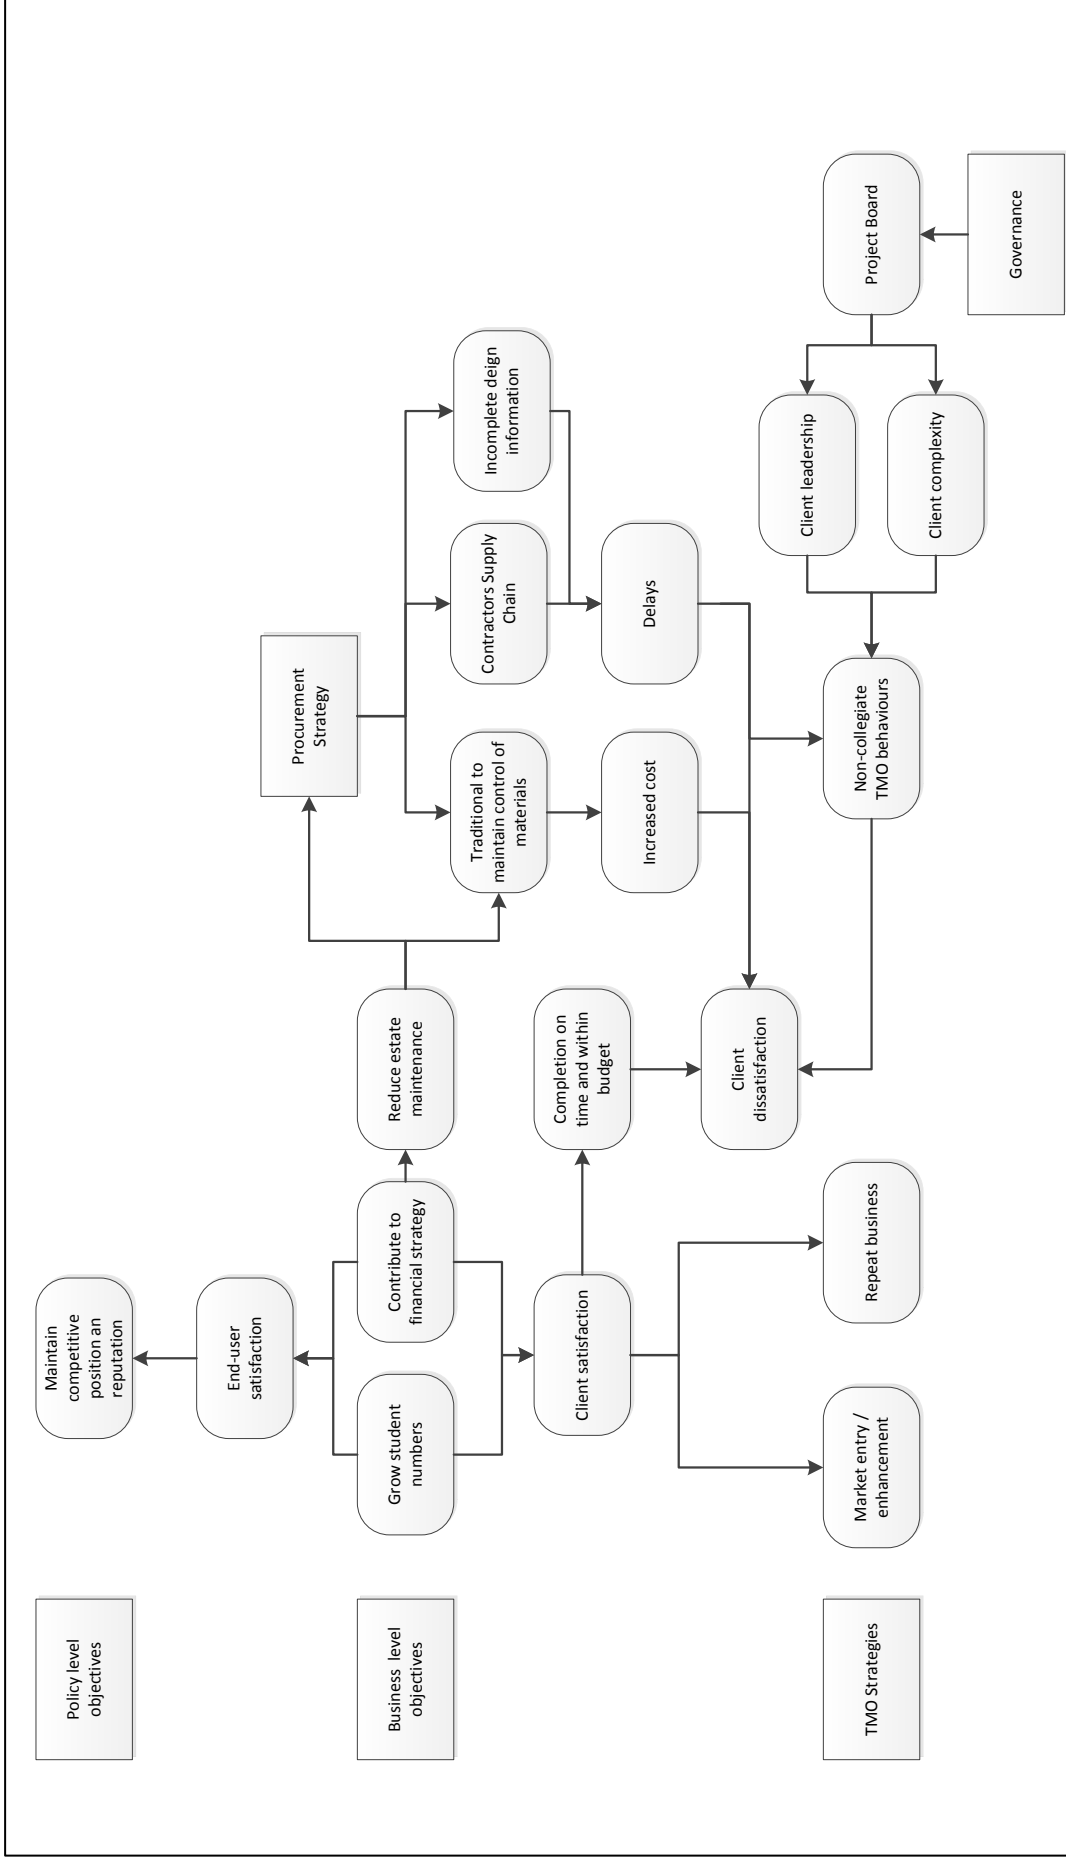 Policy level
objectives
Maintain
competitive
position an
reputation
End-user
satisfaction
Procurement
Strategy
Business  level
objectives
Grow student
numbers
Contribute to
financial strategy
Reduce estate
maintenance
Traditional to
maintain control of
materials
Contractors Supply
Chain
Incomplete deign
information
Client satisfaction
Completion on
time and within
budget
Increased cost
Delays
Client
dissatisfaction
Client leadership
TMO Strategies
Market entry /
enhancement
Repeat business
Non-collegiate
TMO behaviours
Project Board
Client complexity
Governance